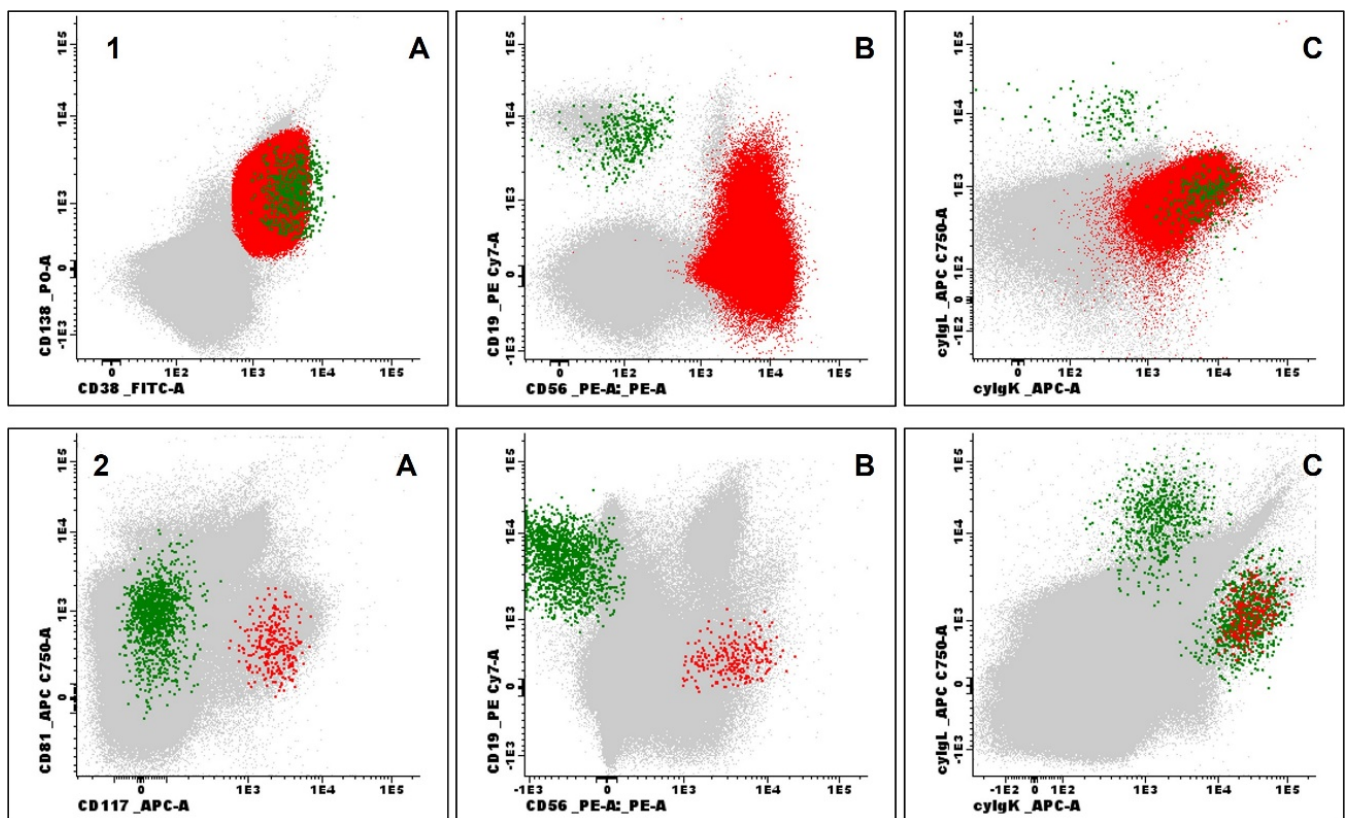 1 A
1E5
1E4
1E3
0
-1E3
CD138 _PO-A
0 1E2 1E3 1E4 1E5
CD38 _FITC-A
B
1E5
1E4
1E3
0
-1E3
CD19 _PE Cy7-A
0 1E2 1E3 1E4 1E5
CD56 _PE-A:_PE-A
C
1E5
1E4
1E3
1E2
0
-1E2
cyIgL _APC C750-A
0 1E2 1E3 1E4 1E5
cyIgK _APC-A
2 A
1E5
1E4
1E3
0
CD81 _APC C750-A
0 1E3 1E4 1E5
CD117 _APC-A
B
1E5
1E4
1E3
0
-1E3
CD19 _PE Cy7-A
-1E3 0 1E3 1E4 1E5
CD56 _PE-A:_PE-A
C
1E5
1E4
1E3
0
-1E3
cyIgL _APC C750-A
-1E2 0 1E2 1E3 1E4 1E5
cyIgK _APC-A